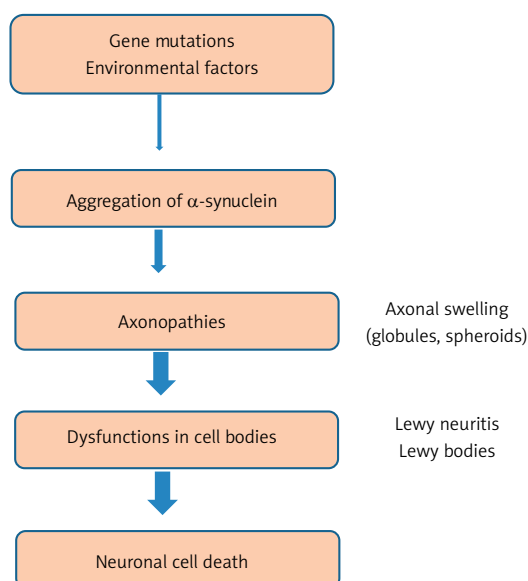 Gene mutations
Environmental factors
Aggregation of α-synuclein
Axonopathies
Axonal swelling
(globules, spheroids)
Dysfunctions in cell bodies
Lewy neuritis
Lewy bodies
Neuronal cell death